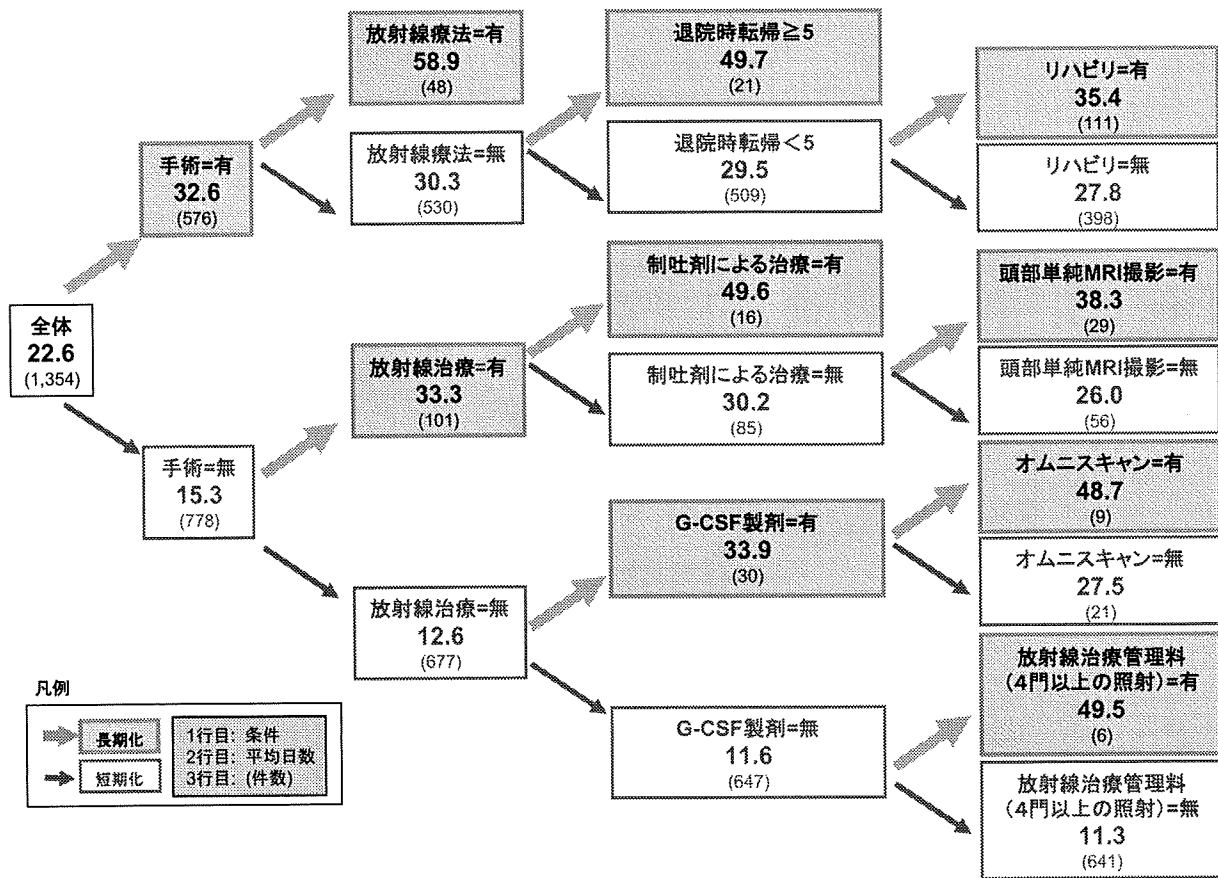 全体
22.6
(1,354)
手術=有
32.6
(576)
手術=無
15.3
(778)
放射線療法=有
58.9
(48)
放射線療法=無
30.3
(530)
放射線治療=有
33.3
(101)
放射線治療=無
12.6
(677)
退院時転帰≧5
49.7
(21)
退院時転帰<5
29.5
(509)
制吐剤による治療=有
49.6
(16)
制吐剤による治療=無
30.2
(85)
G-CSF製剤=有
33.9
(30)
G-CSF製剤=無
11.6
(647)
リハビリ=有
35.4
(111)
リハビリ=無
27.8
(398)
頭部単純MRI撮影=有
38.3
(29)
頭部単純MRI撮影=無
26.0
(56)
オムニスキャン=有
48.7
(9)
オムニスキャン=無
27.5
(21)
放射線治療管理料
(4門以上の照射)=有
49.5
(6)
放射線治療管理料
(4門以上の照射)=無
11.3
(641)
凡例
長期化
短期化
1行目: 条件
2行目: 平均日数
3行目: (件数)